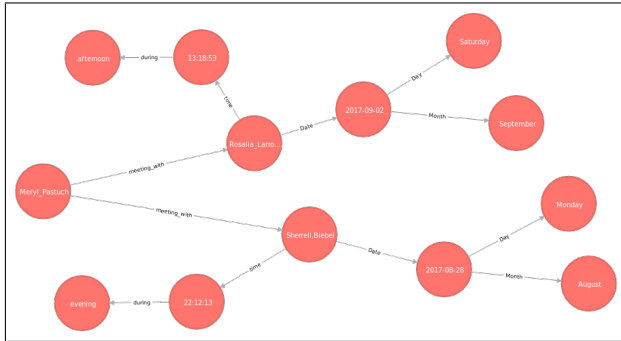 Saturday
afternoon
during
13:18:53
Day
time
2017-09-02
Date
Month
September
Rosalia_Larro...
meeting_with
Meryl_Pastuch
meeting_with
Monday
Sherrell,Biebel
Day
Date
2017-08-28
time
Month
August
evening
during
22:12:13